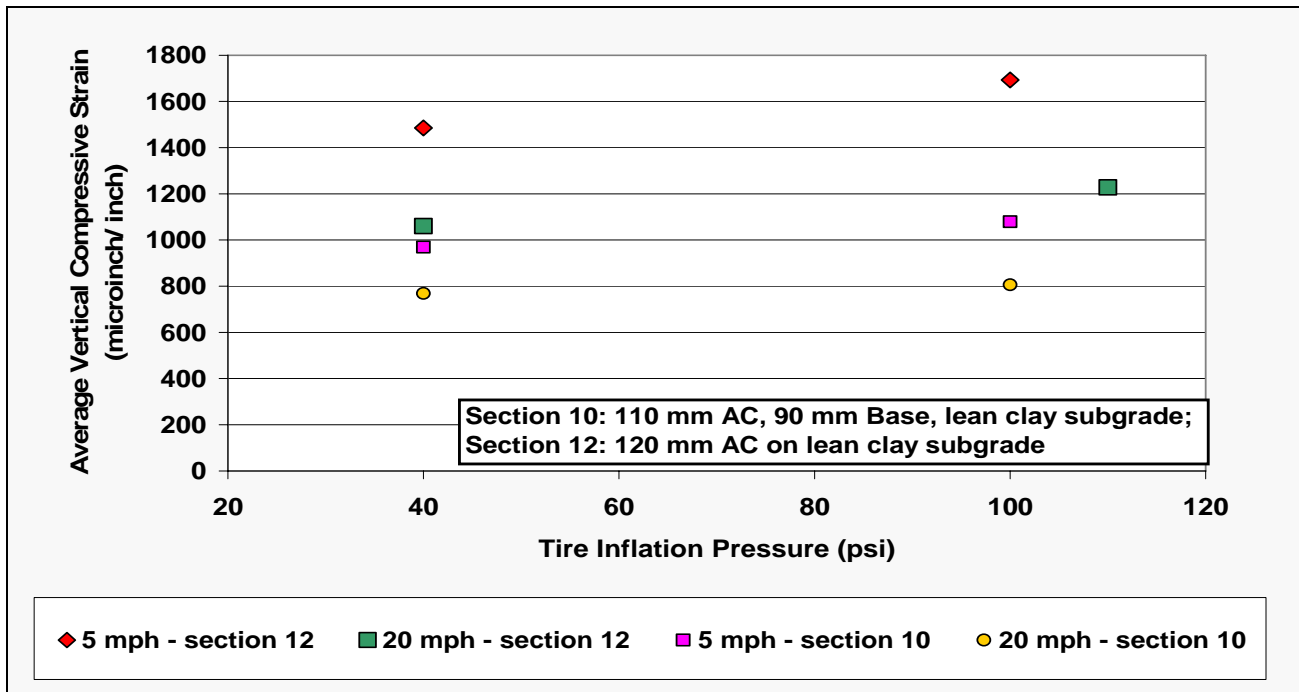 Average Vertical Compressive Strain
(microinch/ inch)
1800
1600
1400
1200
1000
800
600
400
200
0
Section 10: 110 mm AC, 90 mm Base, lean clay subgrade;
Section 12: 120 mm AC on lean clay subgrade
20 40 60 80 100 120
Tire Inflation Pressure (psi)
5 mph - section 12 20 mph - section 12 5 mph - section 10 20 mph - section 10